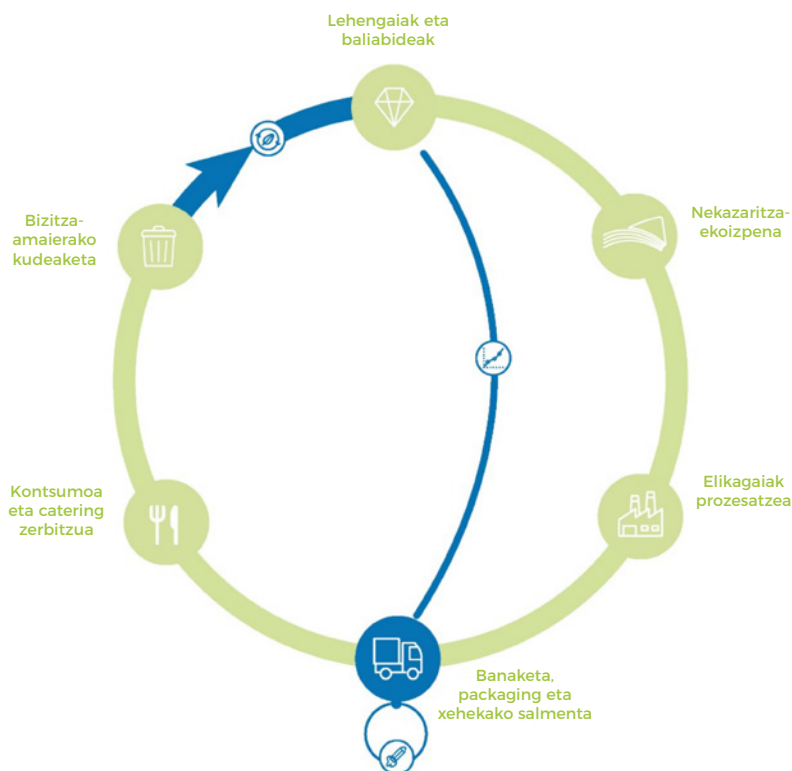 Lehengaiak eta
baliabideak
Nekazaritza-
ekoizpena
Elikagaiak
prozesatzea
Banaketa,
packaging eta
xehekako salmenta
Kontsumoa
eta catering
zerbitzua
Bizitza-
amaierako
kudeaketa